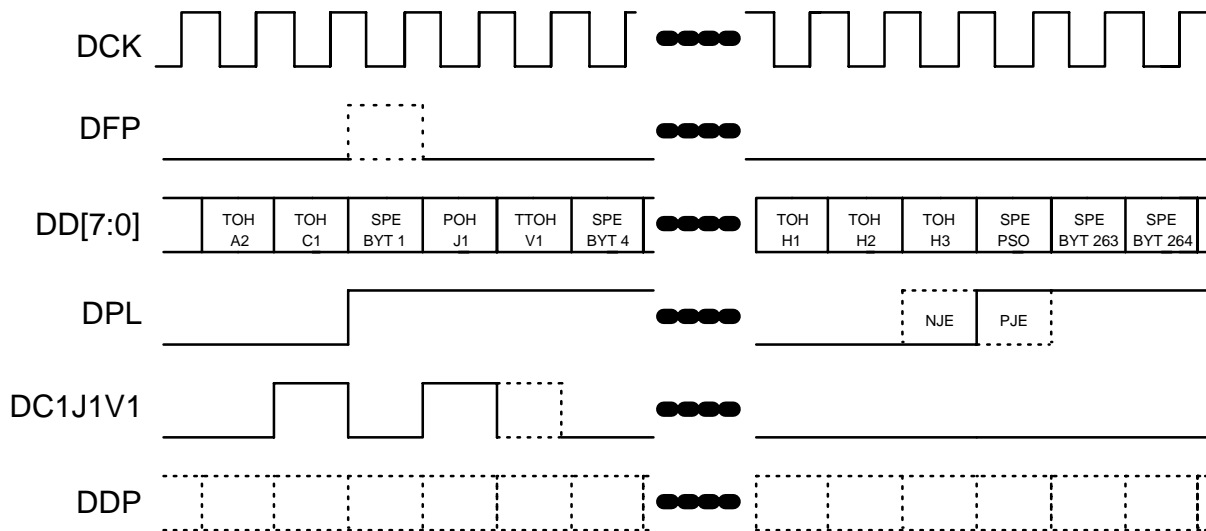 DCK
DFP
DD[7:0]
TOH A2
TOH C1
SPE BYT 1
POH J1
TTOH V1
SPE BYT 4
TOH H1
TOH H2
TOH H3
SPE PSO
SPE BYT 263
SPE BYT 264
DPL
NJE
PJE
DC1J1V1
DDP